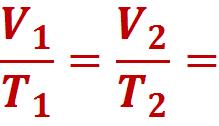 V₁/T₁ = V₂/T₂ =